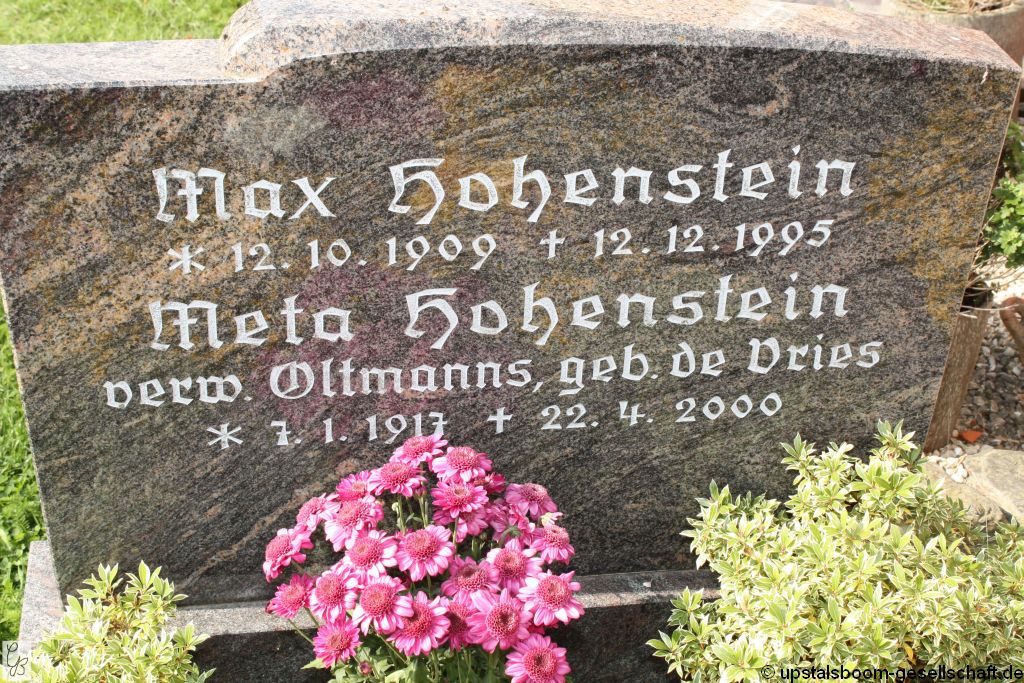 Max Hohenstein
* 12. 10. 1909 † 12. 12. 1995
Meta Hohenstein
verw. Oltmanns, geb. de Vries
* 7. 1. 1917 † 22. 4. 2000
© upstalsboom-gesellschaft.de